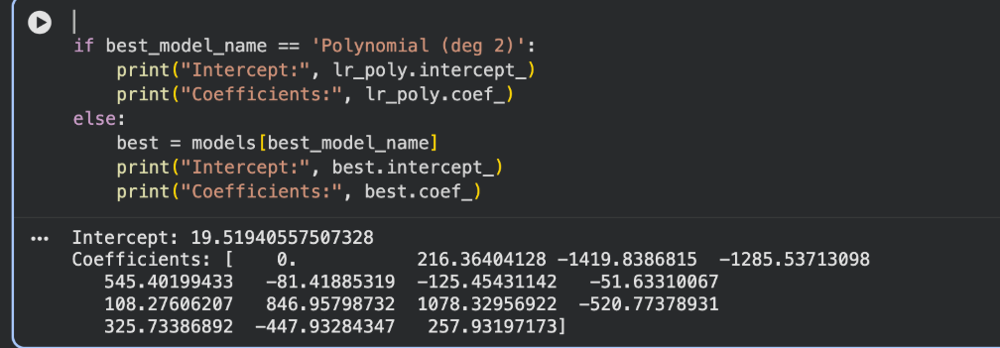 if best_model_name == 'Polynomial (deg 2)':
    print("Intercept:", lr_poly.intercept_)
    print("Coefficients:", lr_poly.coef_)
else:
    best = models[best_model_name]
    print("Intercept:", best.intercept_)
    print("Coefficients:", best.coef_)
... Intercept: 19.51940557507328
Coefficients: [    0.           216.36404128 -1419.8386815  -1285.53713098
   545.40199433   -81.41885319  -125.45431142   -51.63310067
   108.27606207   846.95798732  1078.32956922  -520.77378931
   325.73386892  -447.93284347   257.93197173]